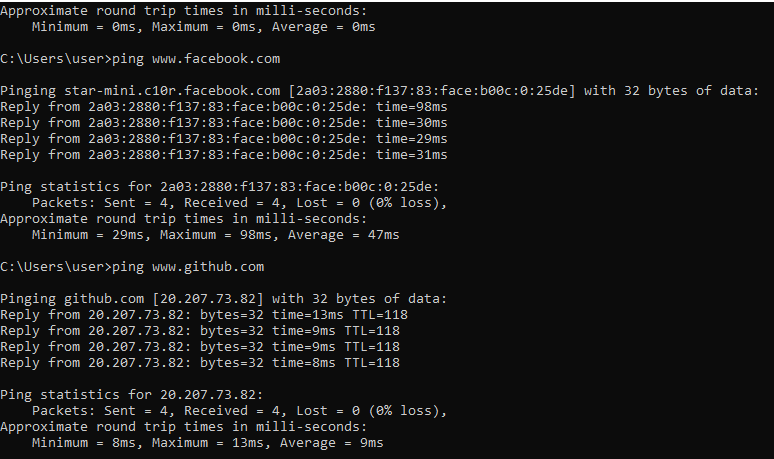 Approximate round trip times in milli-seconds:
    Minimum = 0ms, Maximum = 0ms, Average = 0ms

C:\Users\user>ping www.facebook.com

Pinging star-mini.c10r.facebook.com [2a03:2880:f137:83:face:b00c:0:25de] with 32 bytes of data:
Reply from 2a03:2880:f137:83:face:b00c:0:25de: time=98ms
Reply from 2a03:2880:f137:83:face:b00c:0:25de: time=30ms
Reply from 2a03:2880:f137:83:face:b00c:0:25de: time=29ms
Reply from 2a03:2880:f137:83:face:b00c:0:25de: time=31ms

Ping statistics for 2a03:2880:f137:83:face:b00c:0:25de:
    Packets: Sent = 4, Received = 4, Lost = 0 (0% loss),
Approximate round trip times in milli-seconds:
    Minimum = 29ms, Maximum = 98ms, Average = 47ms

C:\Users\user>ping www.github.com

Pinging github.com [20.207.73.82] with 32 bytes of data:
Reply from 20.207.73.82: bytes=32 time=13ms TTL=118
Reply from 20.207.73.82: bytes=32 time=9ms TTL=118
Reply from 20.207.73.82: bytes=32 time=9ms TTL=118
Reply from 20.207.73.82: bytes=32 time=8ms TTL=118

Ping statistics for 20.207.73.82:
    Packets: Sent = 4, Received = 4, Lost = 0 (0% loss),
Approximate round trip times in milli-seconds:
    Minimum = 8ms, Maximum = 13ms, Average = 9ms